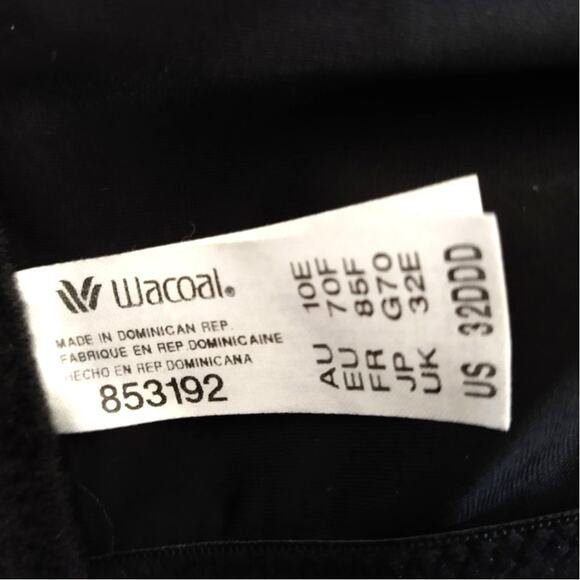 Wacoal®
MADE IN DOMINICAN REP.
FABRIQUE EN REP DOMINICAINE
HECHO EN REP DOMINICANA
853192
AU 10E
EU 70F
FR 85F
JP G70
UK 32E
US 32DDD